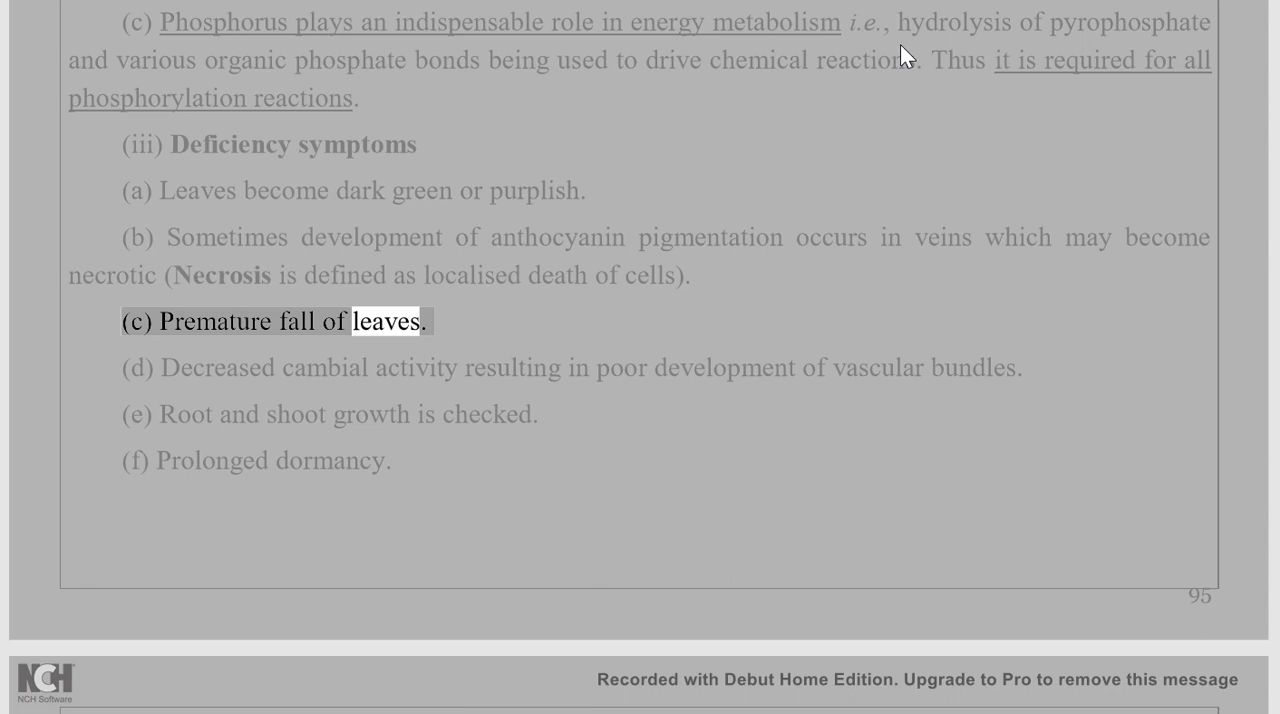 (c) Phosphorus plays an indispensable role in energy metabolism i.e., hydrolysis of pyrophosphate
and various organic phosphate bonds being used to drive chemical reactions. Thus it is required for all
phosphorylation reactions.
(iii) Deficiency symptoms
(a) Leaves become dark green or purplish.
(b) Sometimes development of anthocyanin pigmentation occurs in veins which may become
necrotic (Necrosis is defined as localised death of cells).
(c) Premature fall of leaves.
(d) Decreased cambial activity resulting in poor development of vascular bundles.
(e) Root and shoot growth is checked.
(f) Prolonged dormancy.
95
NCH
NCH Software
Recorded with Debut Home Edition. Upgrade to Pro to remove this message